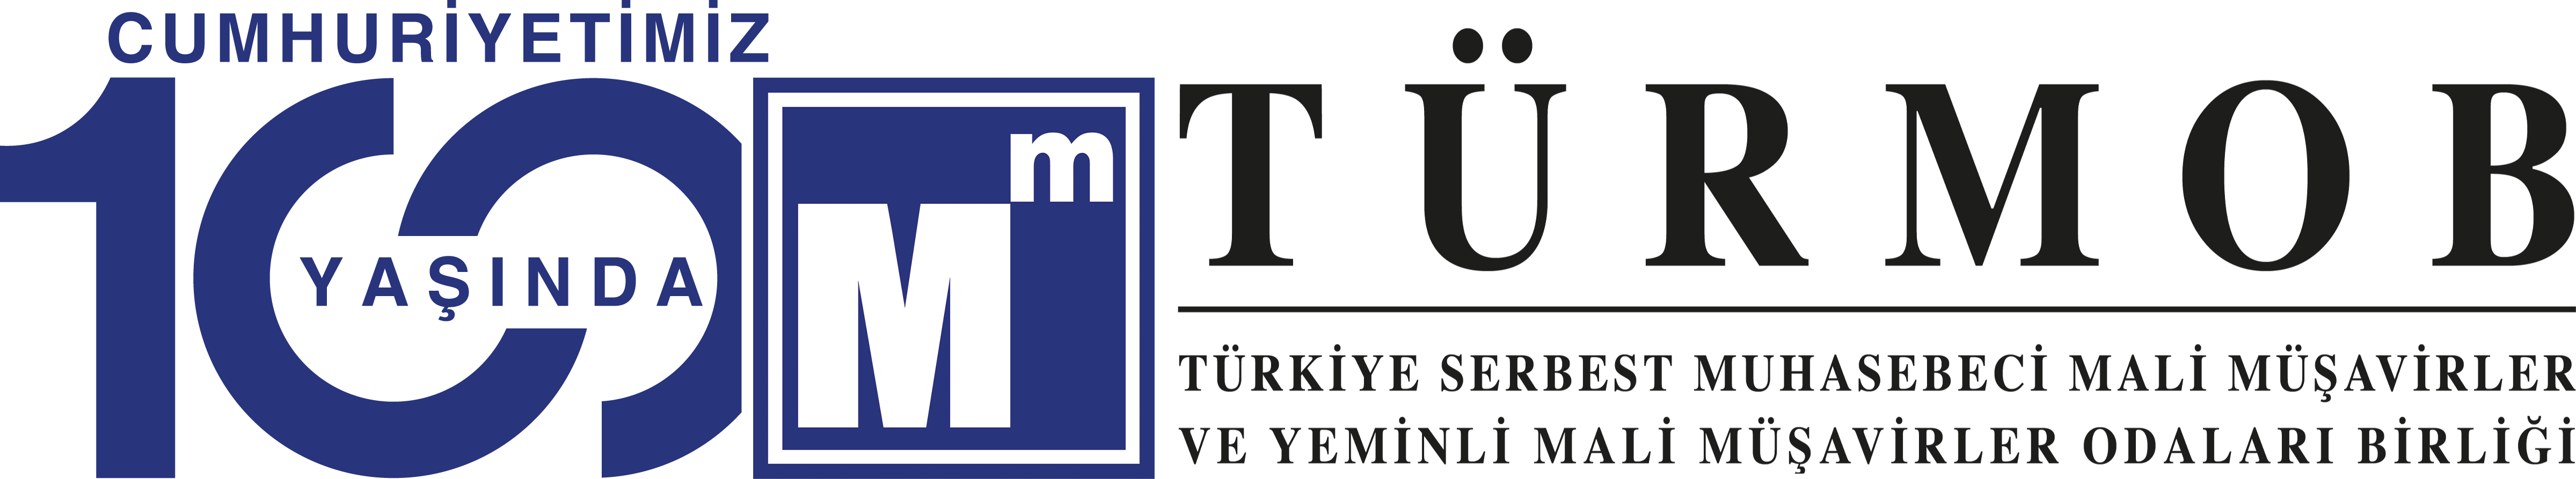 CUMHURİYETİMİZ
100
YAŞINDA
Mm
TÜRMOB
TÜRKİYE SERBEST MUHASEBECİ MALİ MÜŞAVİRLER
VE YEMİNLİ MALİ MÜŞAVİRLER ODALARI BİRLİĞİ